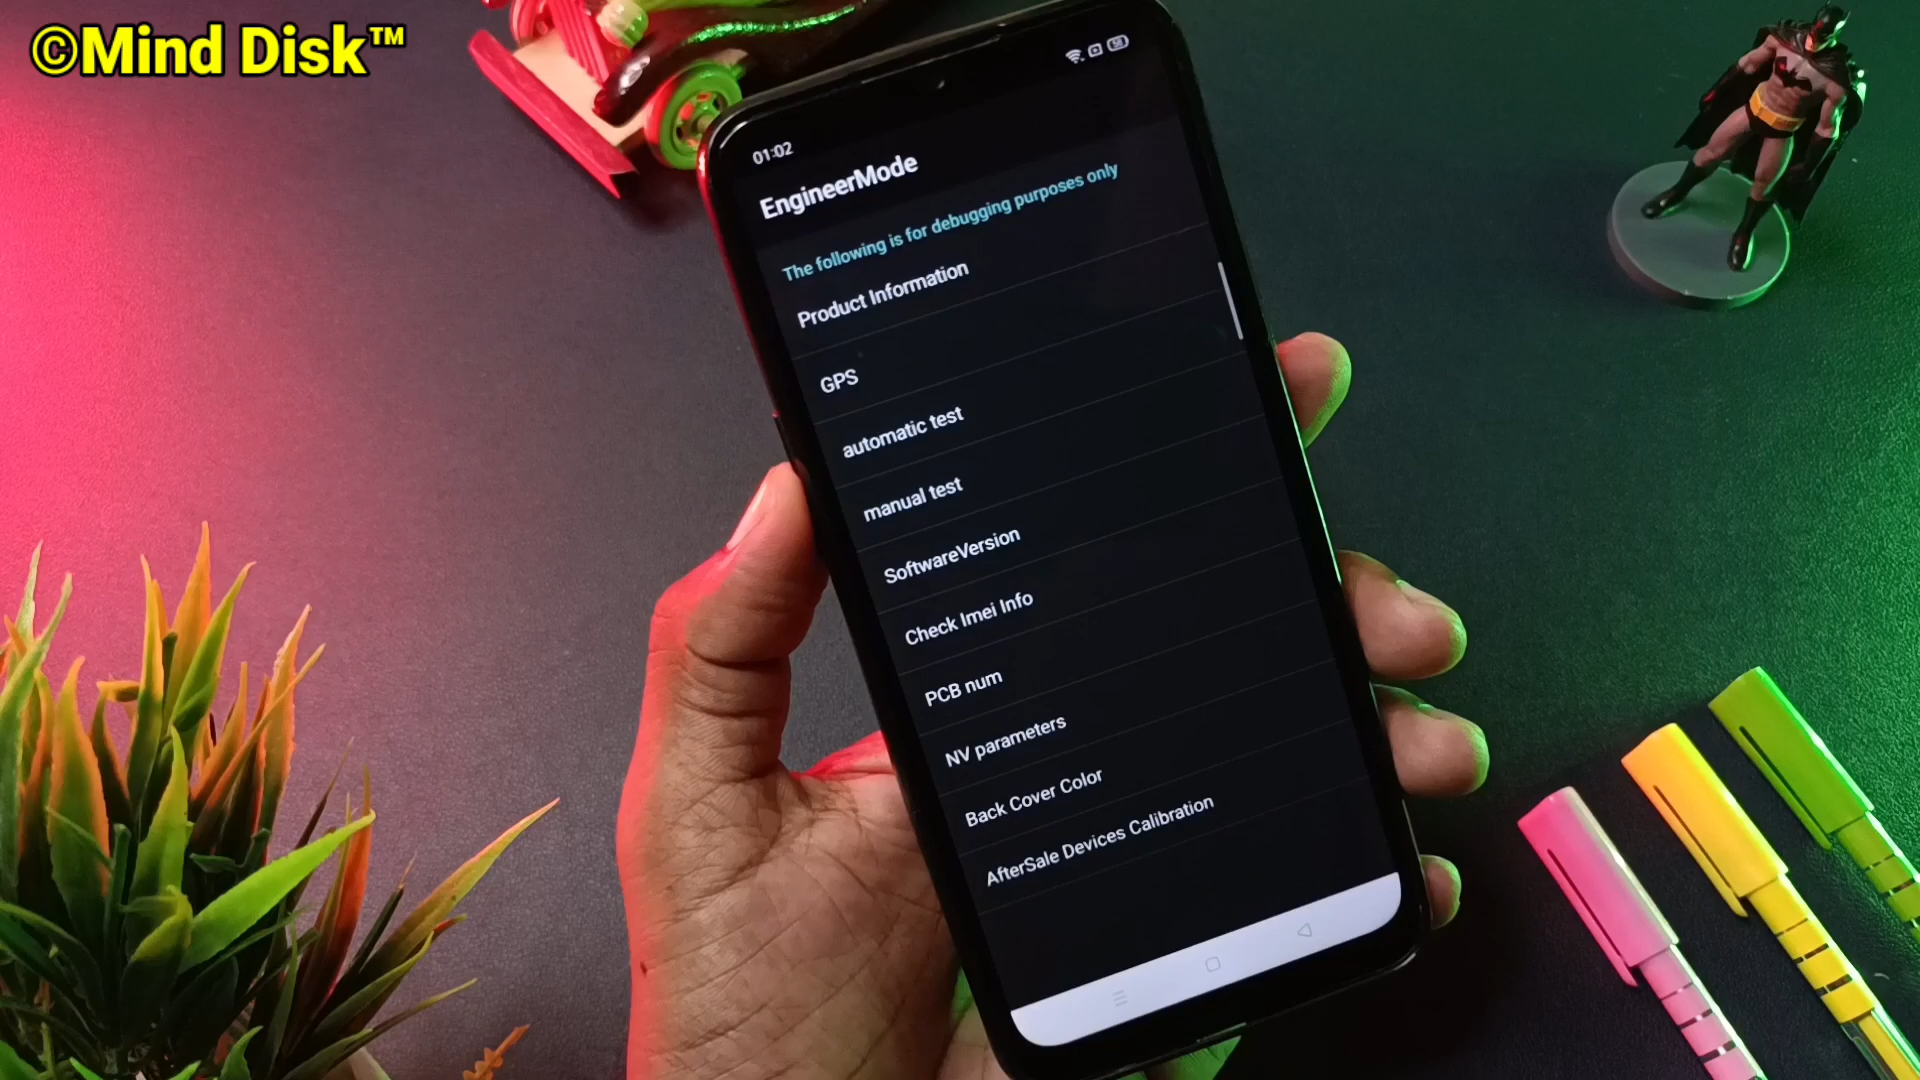 ©Mind Disk™
01:02
EngineerMode
The following is for debugging purposes only
Product Information
GPS
automatic test
manual test
SoftwareVersion
Check Imei Info
PCB num
NV parameters
Back Cover Color
AfterSale Devices Calibration